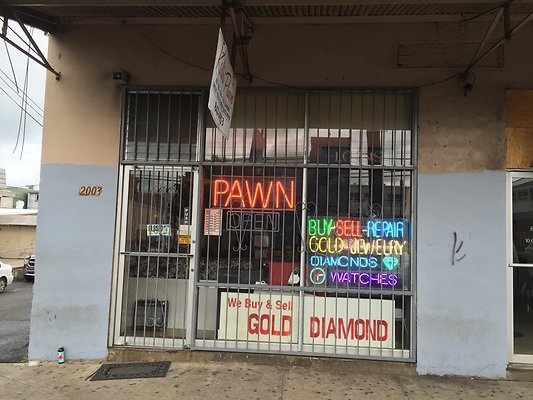 2003
PAWN
OPEN
BUY-SELL-REPAIR
GOLD-JEWELRY
DIAMONDS
WATCHES
We Buy & Sell
GOLD DIAMOND